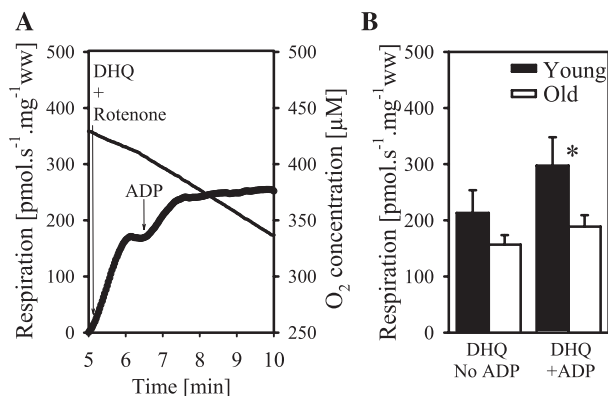 A
Respiration [pmol.s⁻¹.mg⁻¹ww]
500
400
300
200
100
0
DHQ
+
Rotenone
ADP
500
450
400
350
300
250
O₂ concentration [µM]
5 6 7 8 9 10
Time [min]
B
Respiration [pmol.s⁻¹.mg⁻¹ww]
500
400
300
200
100
0
Young
Old
*
DHQ
No ADP
DHQ
+ADP